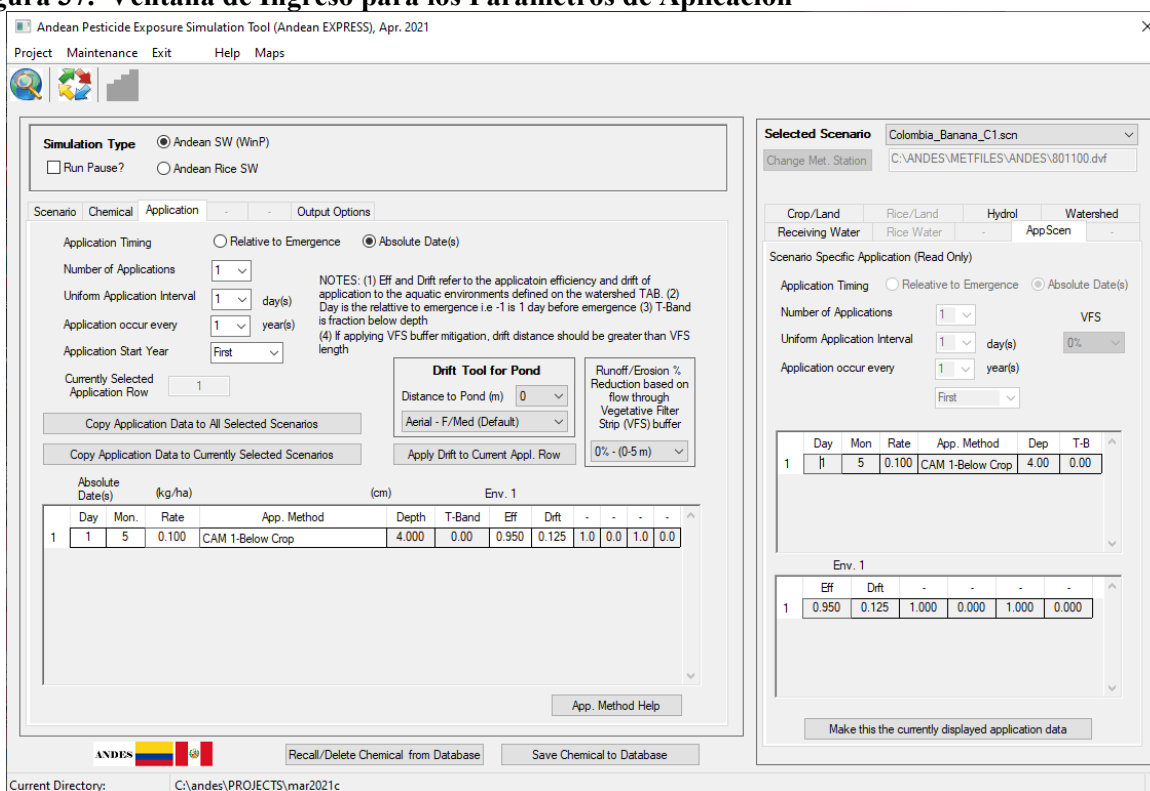 gura 37. Ventana de Ingreso para los Parámetros de Aplicación
Andean Pesticide Exposure Simulation Tool (Andean EXPRESS), Apr. 2021
Project Maintenance Exit Help Maps
Simulation Type Andean SW (WinP)
Run Pause? Andean Rice SW
Scenario Chemical Application - - Output Options
Application Timing Relative to Emergence Absolute Date(s)
Number of Applications 1
Uniform Application Interval 1 day(s)
Application occur every 1 year(s)
Application Start Year First
Currently Selected
Application Row 1
NOTES: (1) Eff and Drift refer to the applicatoin efficiency and drift of
application to the aquatic environments defined on the watershed TAB. (2)
Day is the relattive to emergence i.e -1 is 1 day before emergence (3) T-Band
is fraction below depth
(4) If applying VFS buffer mitigation, drift distance should be greater than VFS
length
Drift Tool for Pond
Distance to Pond (m) 0
Aerial - F/Med (Default)
Runoff/Erosion %
Reduction based on
flow through
Vegetative Filter
Strip (VFS) buffer
0% - (0-5 m)
Copy Application Data to All Selected Scenarios
Copy Application Data to Currently Selected Scenarios
Apply Drift to Current Appl. Row
Absolute
Date(s) (kg/ha) (cm) Env. 1
Day Mon. Rate App. Method Depth T-Band Eff Drft - - - -
1 1 5 0.100 CAM 1-Below Crop 4.000 0.00 0.950 0.125 1.0 0.0 1.0 0.0
App. Method Help
ANDES
Recall/Delete Chemical from Database Save Chemical to Database
Current Directory: C:\andes\PROJECTS\mar2021c
Selected Scenario Colombia_Banana_C1.scn
Change Met. Station C:\ANDES\METFILES\ANDES\801100.dvf
Crop/Land Rice/Land Hydrol Watershed
Receiving Water Rice Water - AppScen -
Scenario Specific Application (Read Only)
Application Timing Releative to Emergence Absolute Date(s)
Number of Applications 1 VFS
Uniform Application Interval 1 day(s) 0%
Application occur every 1 year(s)
First
Day Mon Rate App. Method Dep T-B
1 1 5 0.100 CAM 1-Below Crop 4.00 0.00
Env. 1
Eff Drft - - - -
1 0.950 0.125 1.000 0.000 1.000 0.000
Make this the currently displayed application data